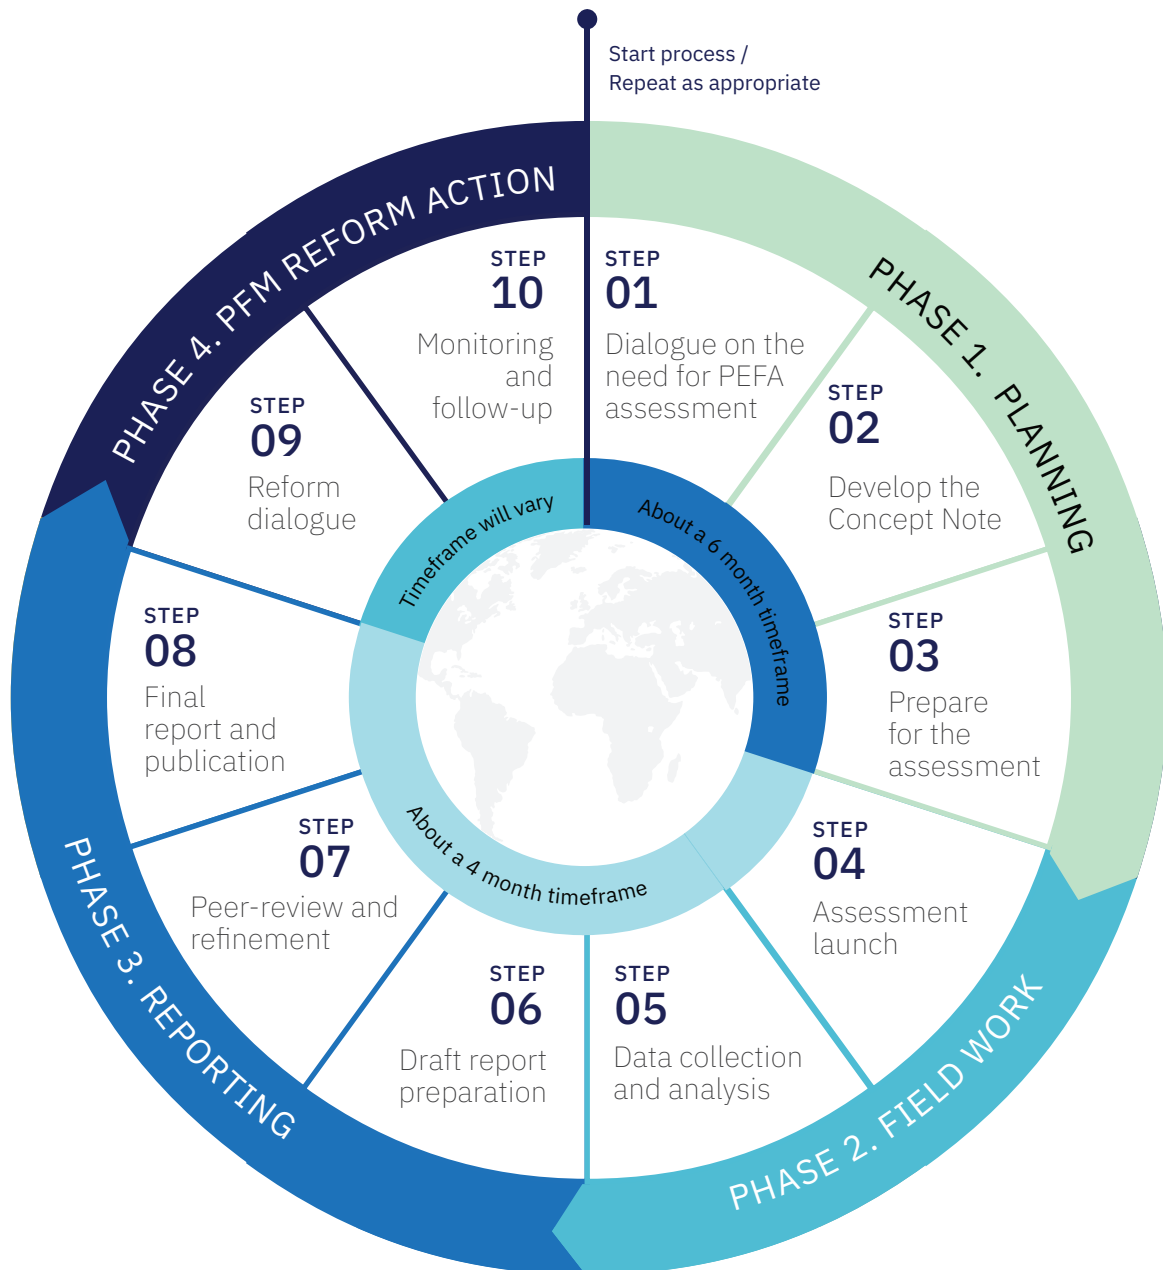 Start process /
Repeat as appropriate
PHASE 1. PLANNING
STEP
01
Dialogue on the
need for PEFA
assessment
STEP
02
Develop the
Concept Note
STEP
03
Prepare
for the
assessment
About a 6 month timeframe
PHASE 2. FIELD WORK
STEP
04
Assessment
launch
STEP
05
Data collection
and analysis
PHASE 3. REPORTING
STEP
06
Draft report
preparation
STEP
07
Peer-review and
refinement
STEP
08
Final
report and
publication
About a 4 month timeframe
PHASE 4. PFM REFORM ACTION
STEP
09
Reform
dialogue
STEP
10
Monitoring
and
follow-up
Timeframe will vary